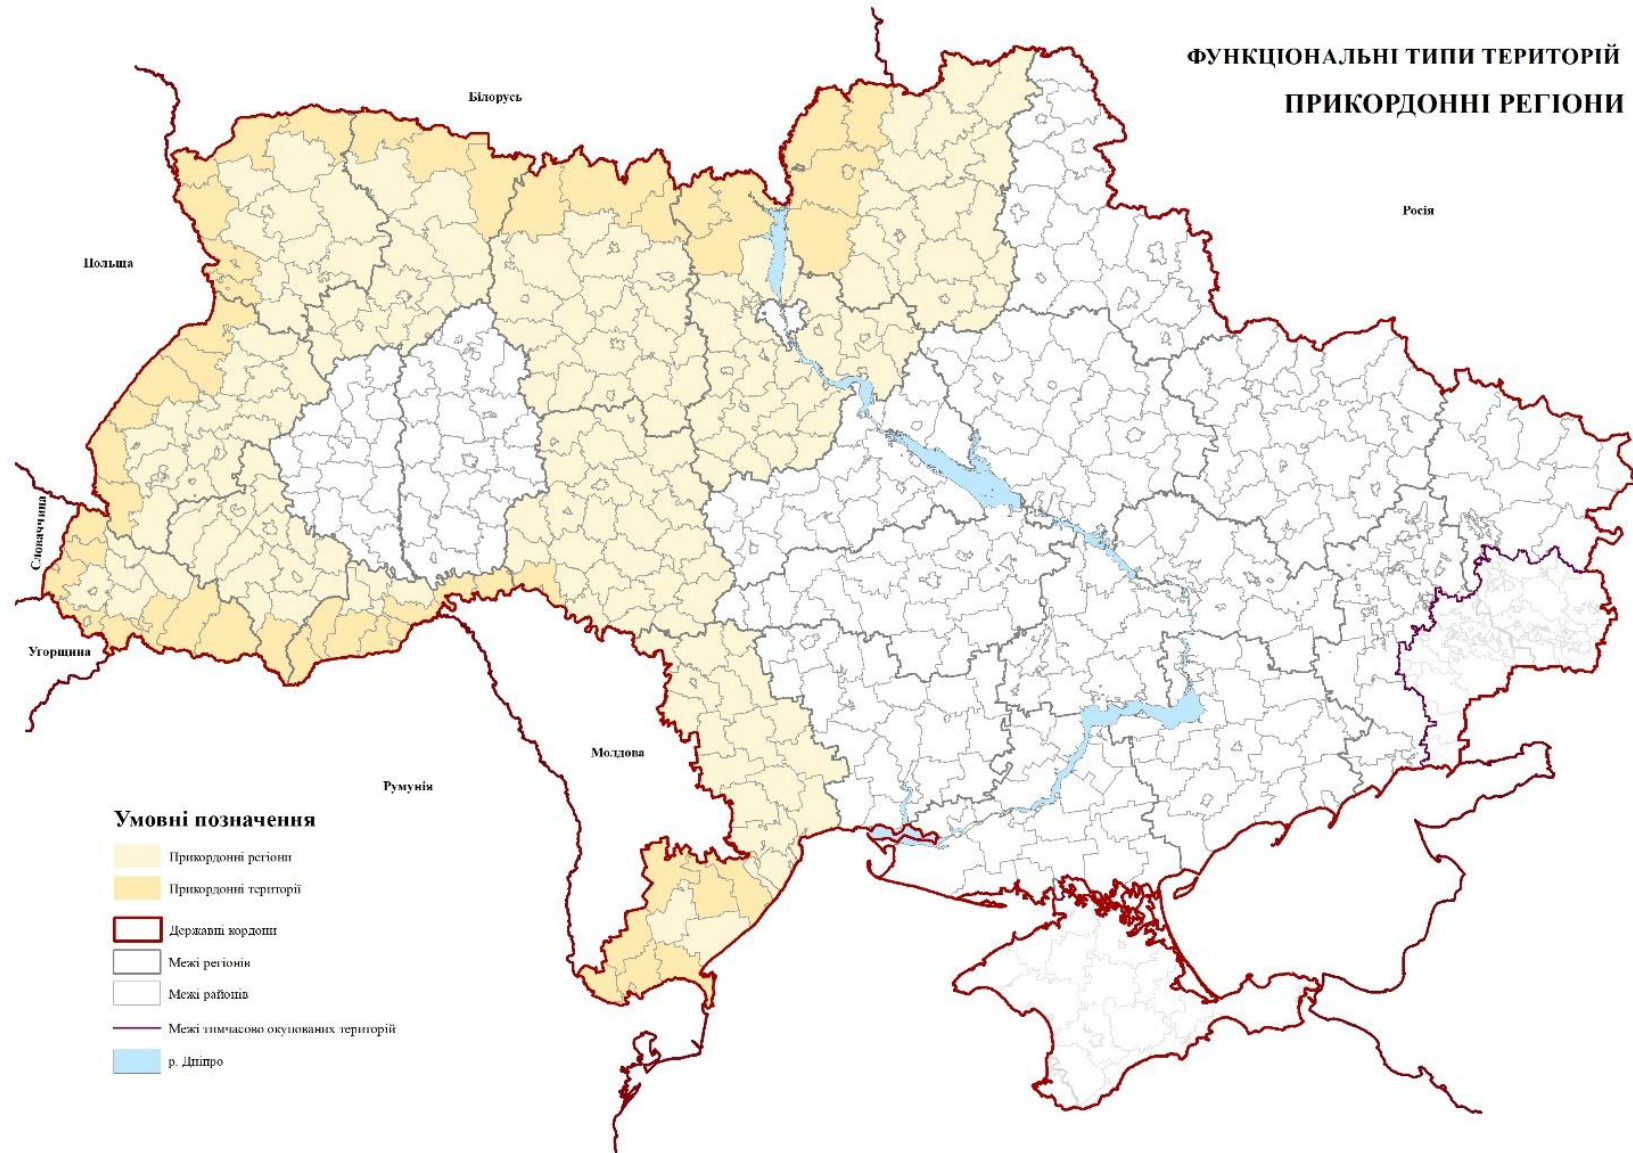 ФУНКЦІОНАЛЬНІ ТИПИ ТЕРИТОРІЙ
ПРИКОРДОННІ РЕГІОНИ
Білорусь
Росія
Польща
Словаччина
Угорщина
Молдова
Румунія
Умовні позначення
Прикордонні регіони
Прикордонні території
Державні кордони
Межі регіонів
Межі районів
Межі тимчасово окупованих територій
р. Дніпро